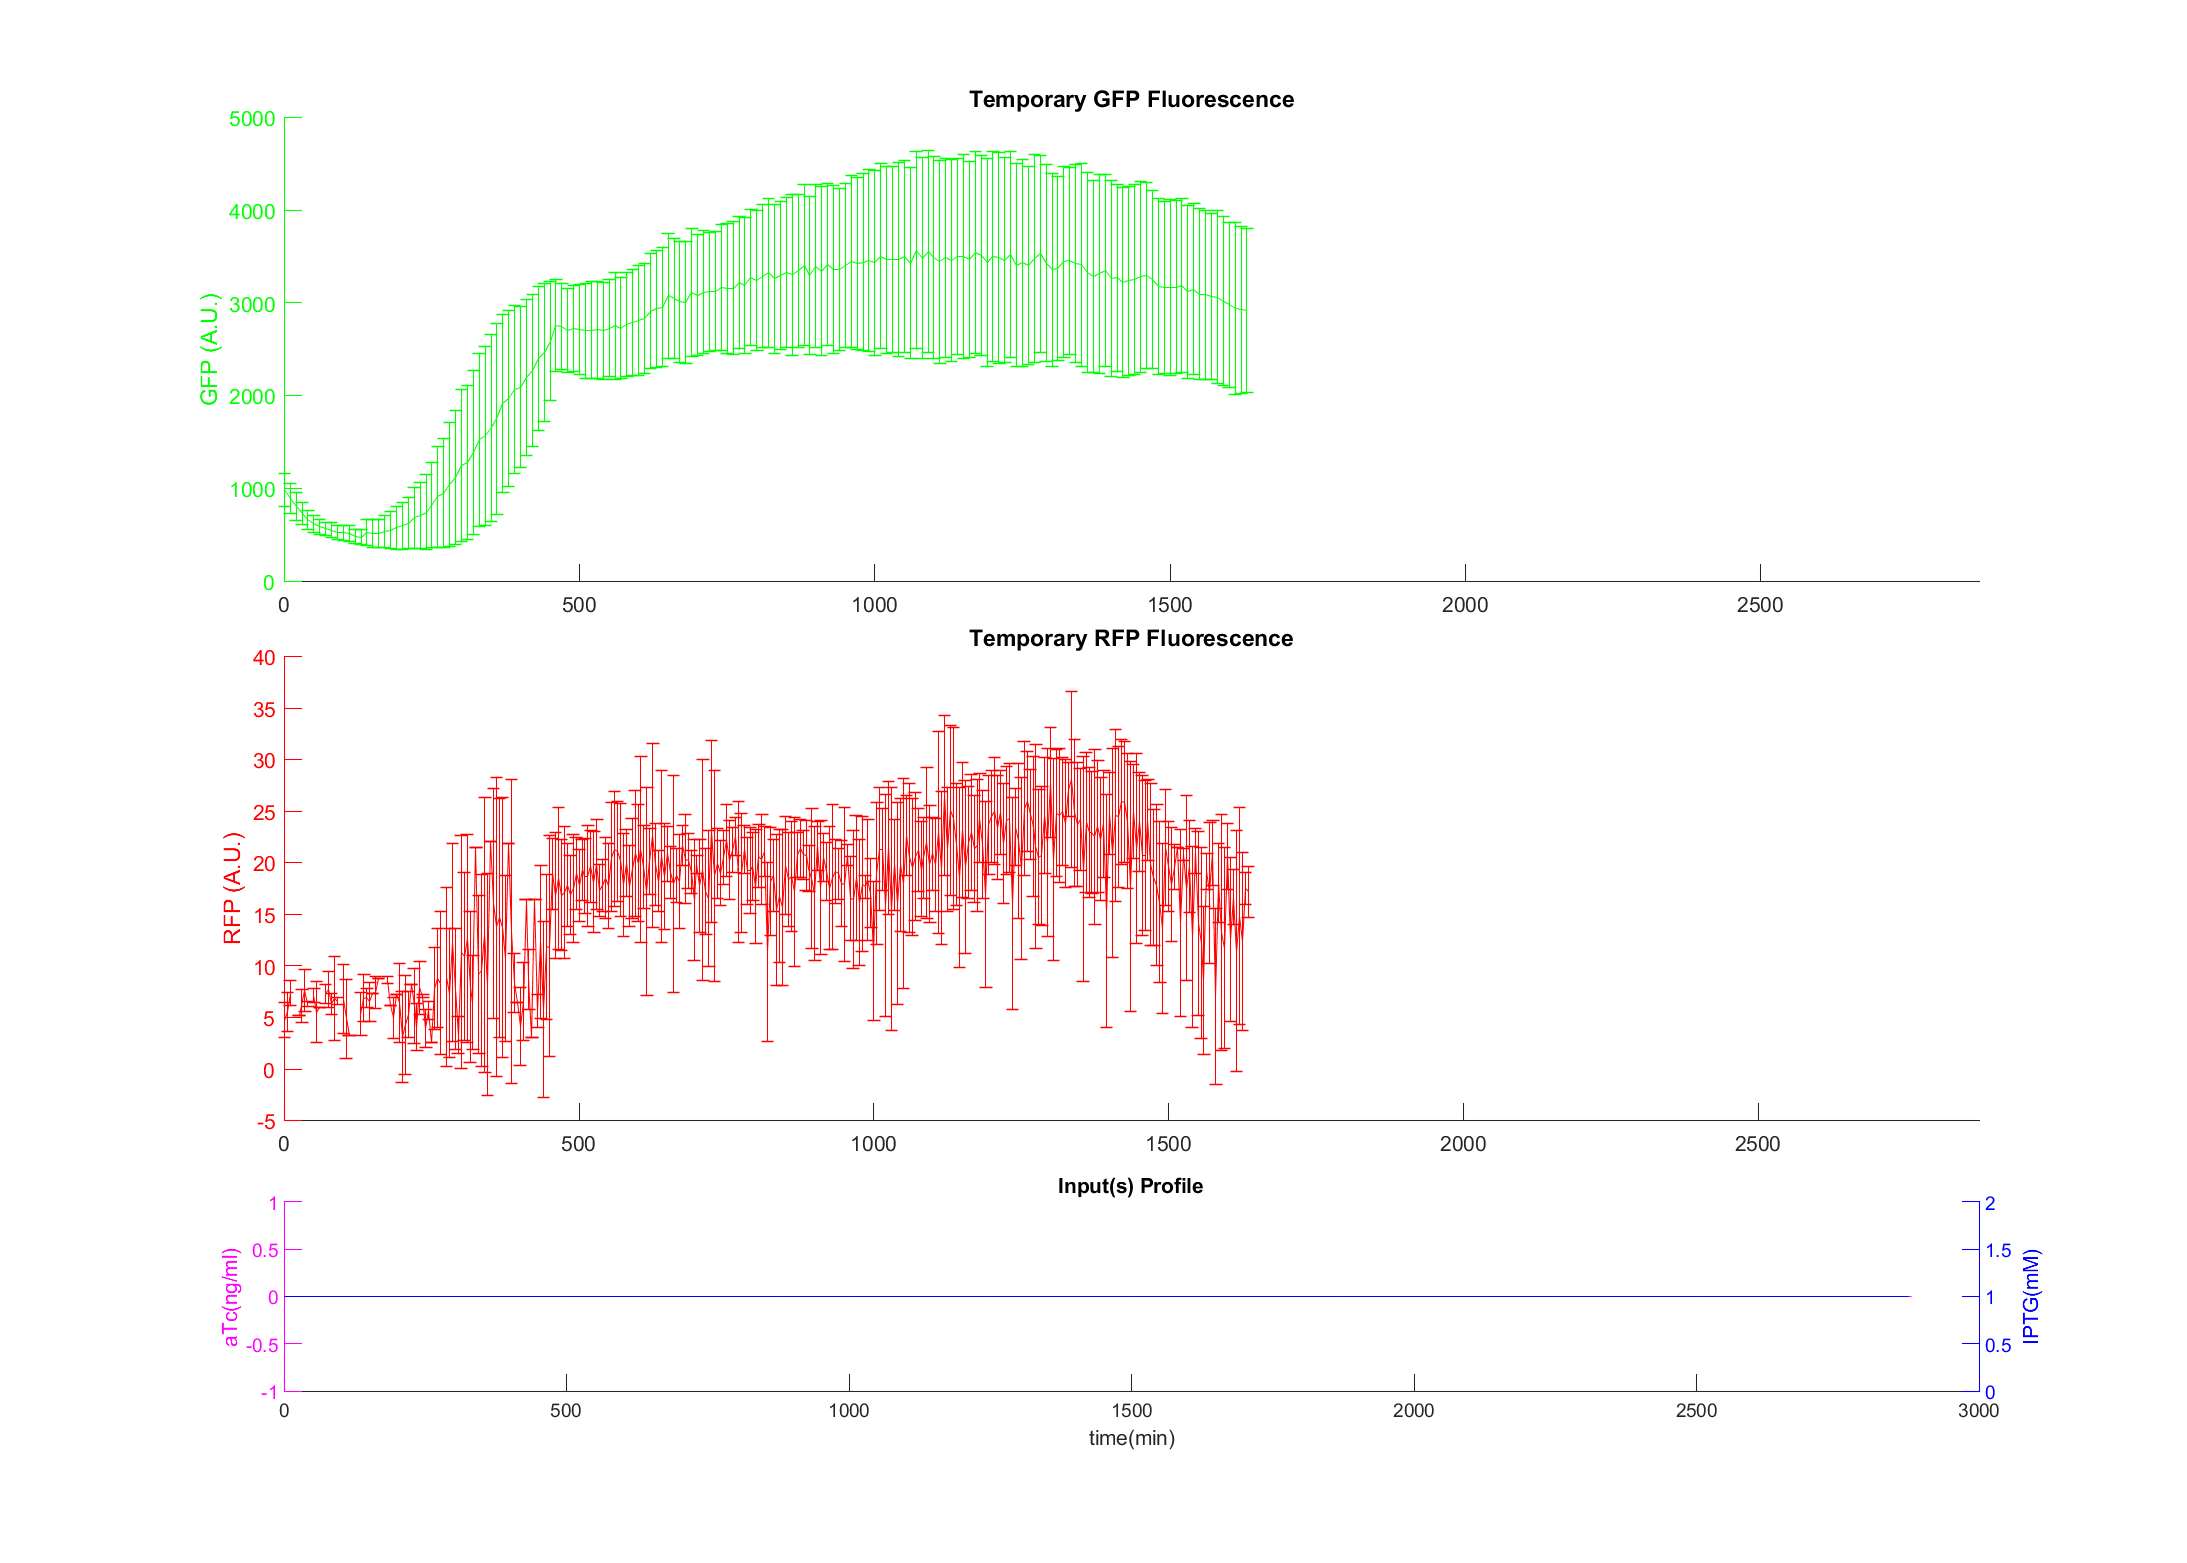 Temporary GFP Fluorescence
GFP (A.U.)
5000
4000
3000
2000
1000
0
0 500 1000 1500 2000 2500
Temporary RFP Fluorescence
RFP (A.U.)
40
35
30
25
20
15
10
5
0
-5
0 500 1000 1500 2000 2500
Input(s) Profile
aTc(ng/ml)
1
0.5
0
-0.5
-1
2
1.5
1
0.5
0
IPTG(mM)
0 500 1000 1500 2000 2500 3000
time(min)